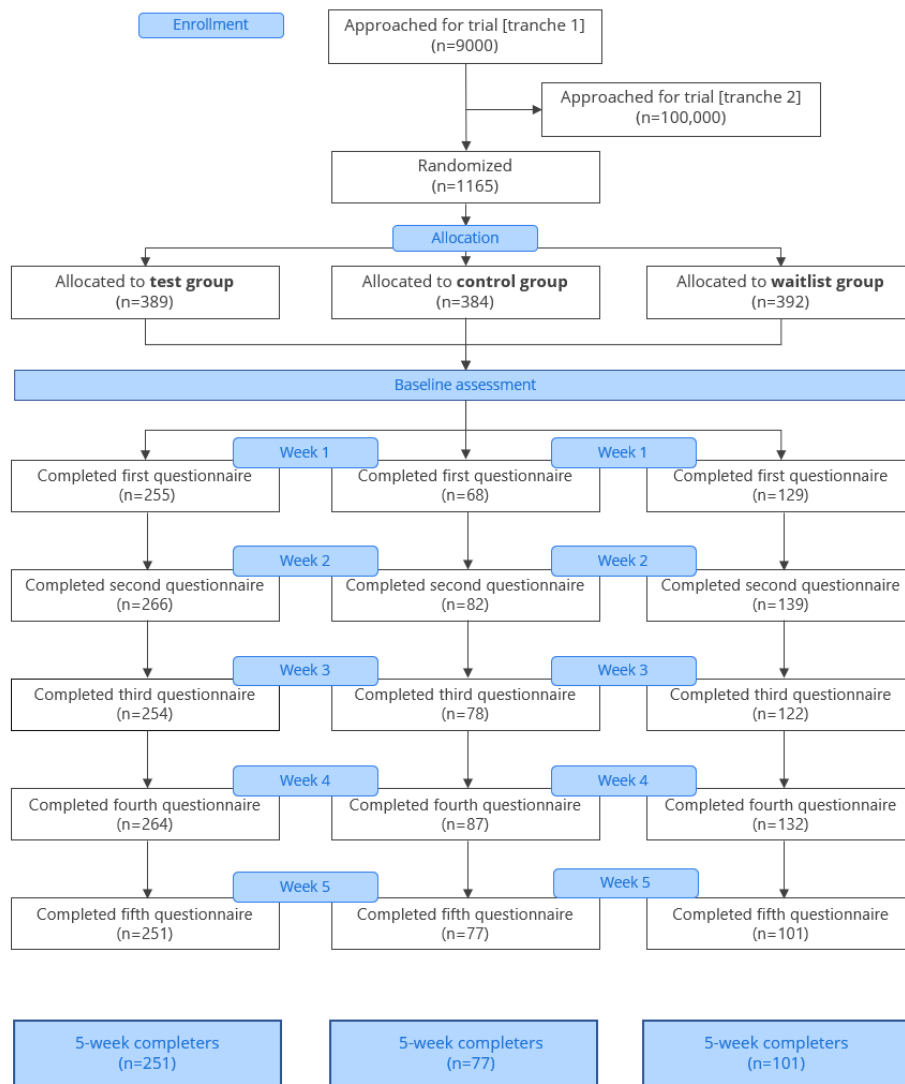 Enrollment
Approached for trial [tranche 1]
(n=9000)
Approached for trial [tranche 2]
(n=100,000)
Randomized
(n=1165)
Allocation
Allocated to test group
(n=389)
Allocated to control group
(n=384)
Allocated to waitlist group
(n=392)
Baseline assessment
Week 1
Week 1
Completed first questionnaire
(n=255)
Completed first questionnaire
(n=68)
Completed first questionnaire
(n=129)
Week 2
Week 2
Completed second questionnaire
(n=266)
Completed second questionnaire
(n=82)
Completed second questionnaire
(n=139)
Week 3
Week 3
Completed third questionnaire
(n=254)
Completed third questionnaire
(n=78)
Completed third questionnaire
(n=122)
Week 4
Week 4
Completed fourth questionnaire
(n=264)
Completed fourth questionnaire
(n=87)
Completed fourth questionnaire
(n=132)
Week 5
Week 5
Completed fifth questionnaire
(n=251)
Completed fifth questionnaire
(n=77)
Completed fifth questionnaire
(n=101)
5-week completers
(n=251)
5-week completers
(n=77)
5-week completers
(n=101)